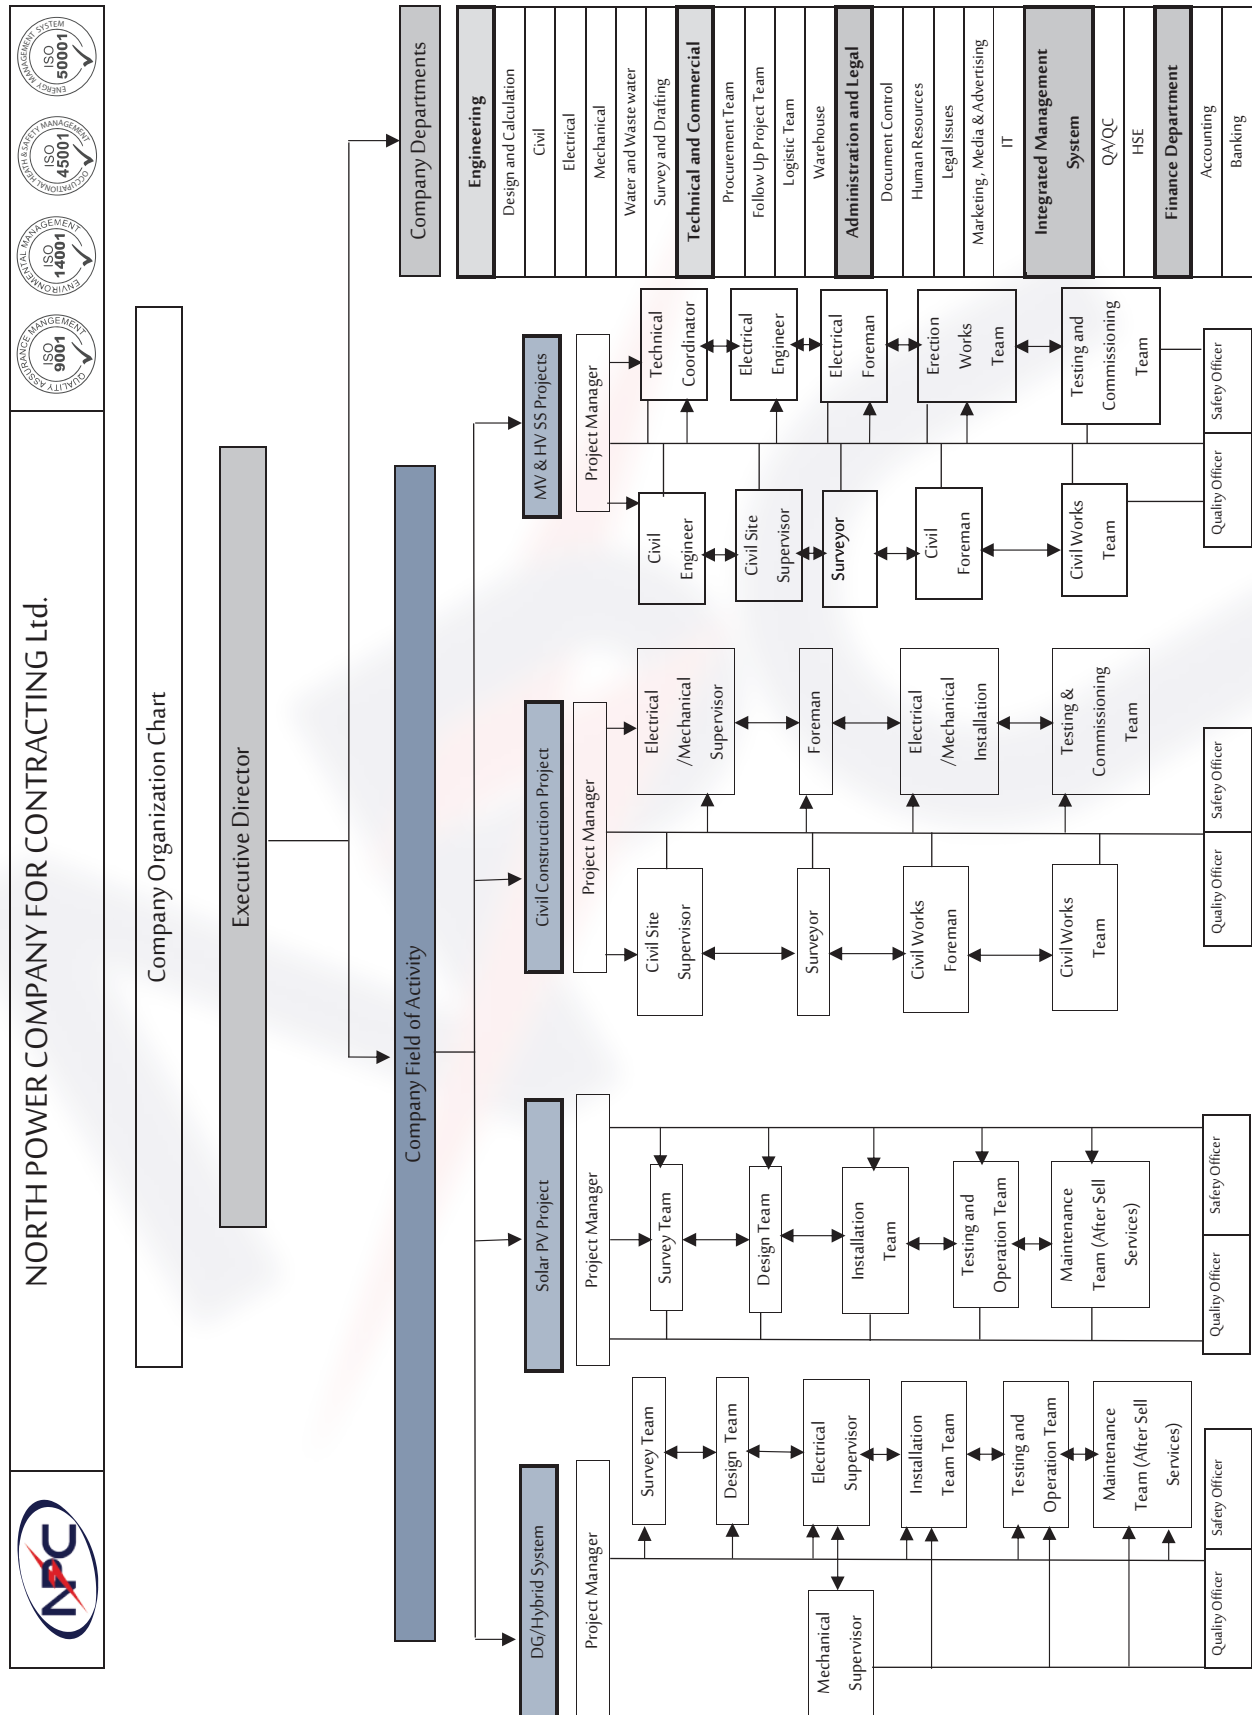 NPC
NORTH POWER COMPANY FOR CONTRACTING Ltd.
QUALITY ASSURANCE MANGEMENT
ISO
9001
ENVIRONMENTAL MANAGEMENT
ISO
14001
OCCUPATIONAL HEATH & SAFETY MANAGEMENT
ISO
45001
ENERGY MANAGEMENT SYSTEM
ISO
50001
Company Organization Chart
Executive Director
Company Field of Activity
Company Departments
DG/Hybrid System
Project Manager
Survey Team
Design Team
Electrical
Supervisor
Mechanical
Supervisor
Installation
Team Team
Testing and
Operation Team
Maintenance
Team (After Sell
Services)
Quality Officer
Safety Officer
Solar PV Project
Project Manager
Survey Team
Design Team
Installation
Team
Testing and
Operation Team
Maintenance
Team (After Sell
Services)
Quality Officer
Safety Officer
Civil Construction Project
Project Manager
Civil Site
Supervisor
Surveyor
Civil Works
Foreman
Civil Works
Team
Electrical
/Mechanical
Supervisor
Foreman
Electrical
/Mechanical
Installation
Testing &
Commissioning
Team
Quality Officer
Safety Officer
MV & HV SS Projects
Project Manager
Civil
Engineer
Civil Site
Supervisor
Surveyor
Civil
Foreman
Civil Works
Team
Technical
Coordinator
Electrical
Engineer
Electrical
Foreman
Erection
Works
Team
Testing and
Commissioning
Team
Quality Officer
Safety Officer
Engineering
Design and Calculation
Civil
Electrical
Mechanical
Water and Waste water
Survey and Drafting
Technical and Commercial
Procurement Team
Follow Up Project Team
Logistic Team
Warehouse
Administration and Legal
Document Control
Human Resources
Legal Issues
Marketing , Media & Advertising
IT
Integrated Management
System
QA/QC
HSE
Finance Department
Accounting
Banking